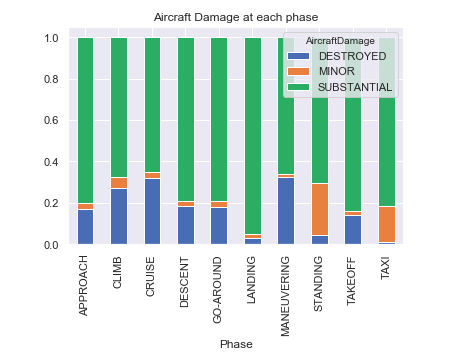 Aircraft Damage at each phase
AircraftDamage
DESTROYED
MINOR
SUBSTANTIAL
1.0
0.8
0.6
0.4
0.2
0.0
APPROACH
CLIMB
CRUISE
DESCENT
GO-AROUND
LANDING
MANEUVERING
STANDING
TAKEOFF
TAXI
Phase